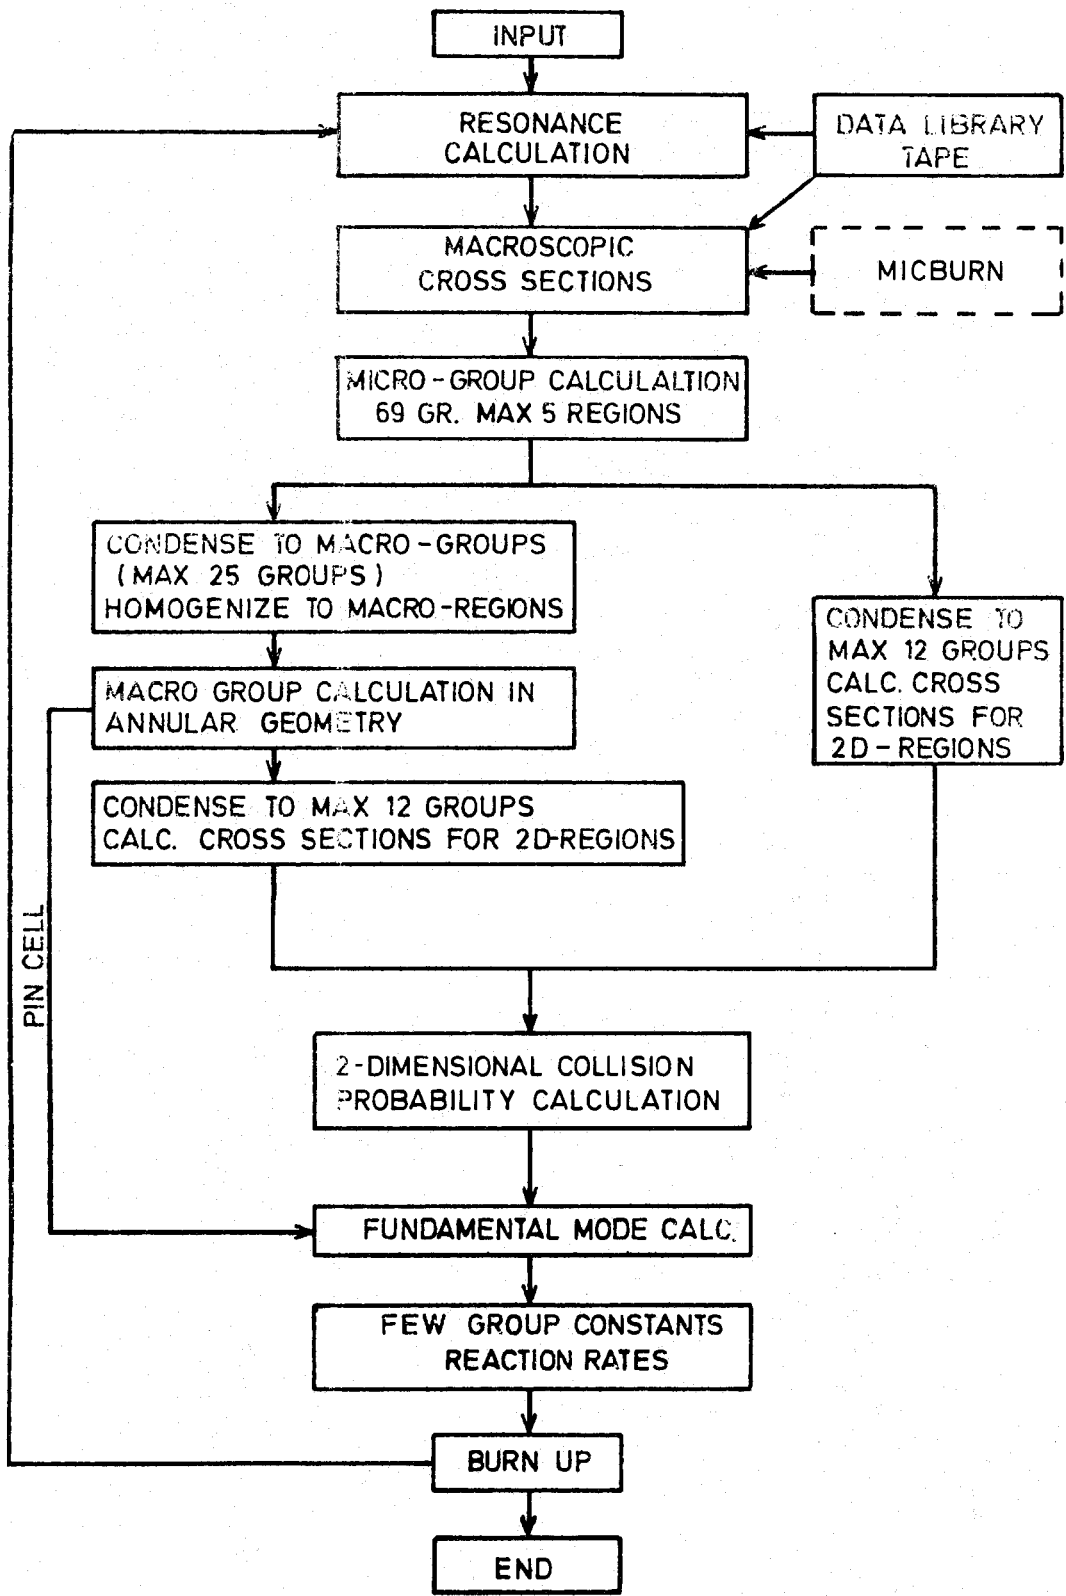 INPUT
RESONANCE
CALCULATION
DATA LIBRARY
TAPE
MACROSCOPIC
CROSS SECTIONS
MICBURN
MICRO-GROUP CALCULALTION
69 GR. MAX 5 REGIONS
CONDENSE TO MACRO-GROUPS
(MAX 25 GROUPS)
HOMOGENIZE TO MACRO-REGIONS
CONDENSE TO
MAX 12 GROUPS
CALC. CROSS
SECTIONS FOR
2D-REGIONS
MACRO GROUP CALCULATION IN
ANNULAR GEOMETRY
CONDENSE TO MAX 12 GROUPS
CALC. CROSS SECTIONS FOR 2D-REGIONS
PIN CELL
2-DIMENSIONAL COLLISION
PROBABILITY CALCULATION
FUNDAMENTAL MODE CALC.
FEW GROUP CONSTANTS
REACTION RATES
BURN UP
END